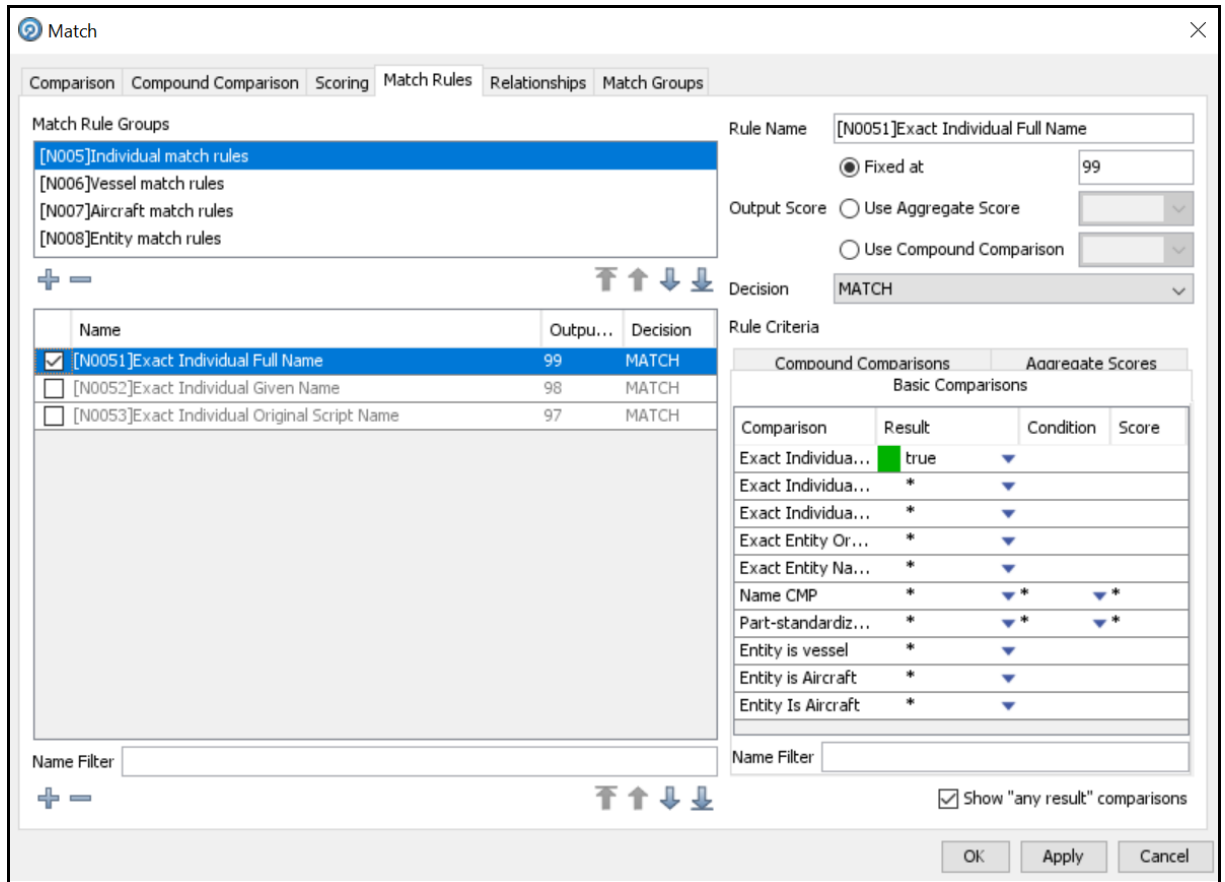 Match
Comparison Compound Comparison Scoring Match Rules Relationships Match Groups
Match Rule Groups
[N005]Individual match rules
[N006]Vessel match rules
[N007]Aircraft match rules
[N008]Entity match rules
Name Outpu... Decision
[N0051]Exact Individual Full Name 99 MATCH
[N0052]Exact Individual Given Name 98 MATCH
[N0053]Exact Individual Original Script Name 97 MATCH
Name Filter
Rule Name [N0051]Exact Individual Full Name
Fixed at 99
Output Score Use Aggregate Score
Use Compound Comparison
Decision MATCH
Rule Criteria
Compound Comparisons Aggregate Scores
Basic Comparisons
Comparison Result Condition Score
Exact Individua... true
Exact Individua... *
Exact Individua... *
Exact Entity Or... *
Exact Entity Na... *
Name CMP * * *
Part-standardiz... * * *
Entity is vessel *
Entity is Aircraft *
Entity Is Aircraft *
Name Filter
Show "any result" comparisons
OK Apply Cancel